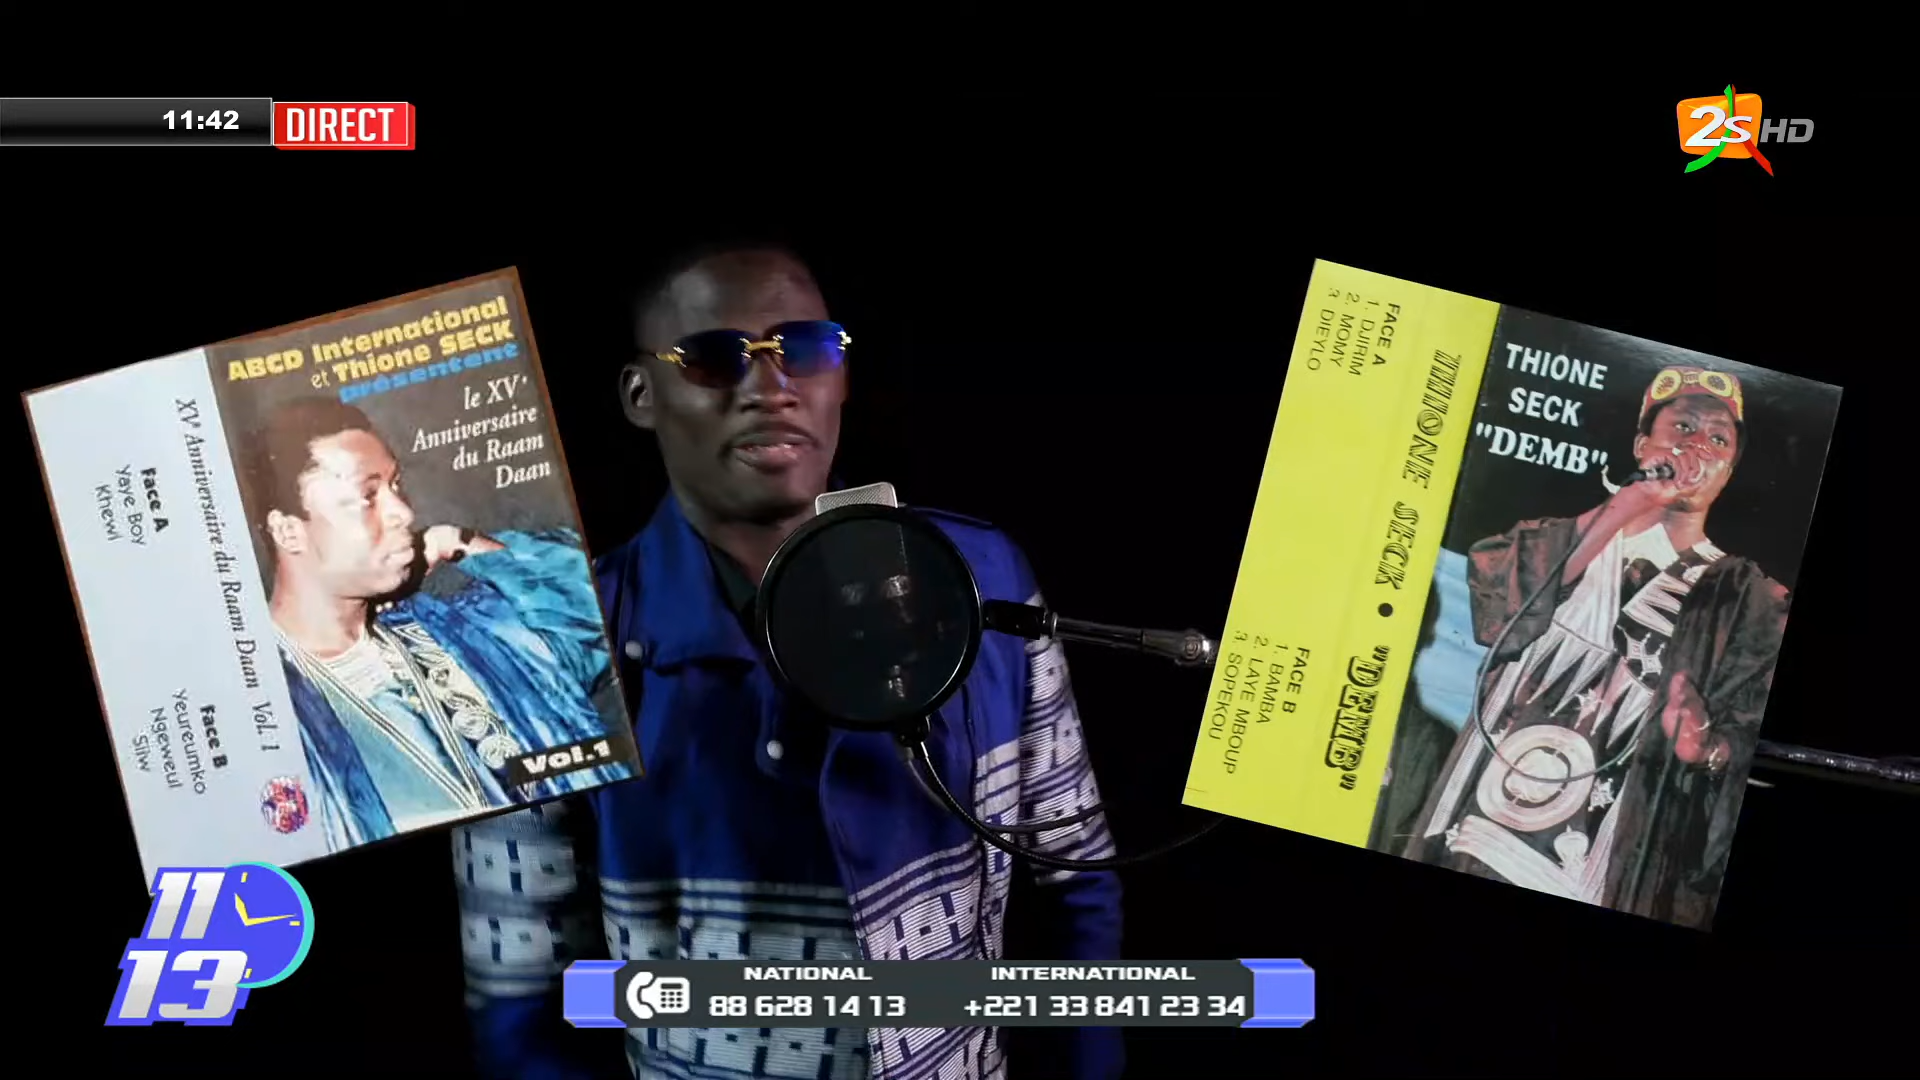 11:42
DIRECT
2s HD
ABCD International
et Thione SECK
présentent
le XVe
Anniversaire
du Raam
Daan
Vol.1
XVe Anniversaire du Raam Daan Vol. 1
Face A
Yaye Boy
Khewl
Face B
Yeureumko
Ngeweul
Sliw
THIONE
SECK
"DEMB"
THIONE SECK • "DEMB"
FACE A
1. DJIRIM
2. MOMY
3. DIEYLO
FACE B
1. BAMBA
2. LAYE MBOUP
3. SOPEKOU
11
13
NATIONAL
88 628 14 13
INTERNATIONAL
+221 33 841 23 34